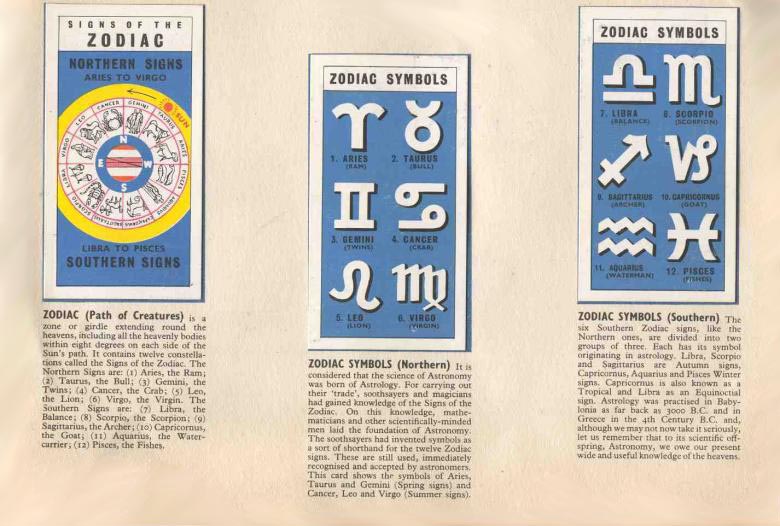 SIGNS OF THE
ZODIAC
NORTHERN SIGNS
ARIES TO VIRGO
SUN
CANCER
GEMINI
TAURUS
LEO
ARIES
VIRGO
PISCES
LIBRA
AQUARIUS
SCORPIO
SAGITTARIUS
CAPRICORNUS
N
E
W
S
LIBRA TO PISCES
SOUTHERN SIGNS
ZODIAC (Path of Creatures) is a
zone or girdle extending round the
heavens, including all the heavenly bodies
within eight degrees on each side of the
Sun's path. It contains twelve constella-
tions called the Signs of the Zodiac. The
Northern Signs are: (1) Aries, the Ram;
(2) Taurus, the Bull; (3) Gemini, the
Twins; (4) Cancer, the Crab; (5) Leo,
the Lion; (6) Virgo, the Virgin. The
Southern Signs are: (7) Libra, the
Balance; (8) Scorpio, the Scorpion; (9)
Sagittarius, the Archer; (10) Capricornus,
the Goat; (11) Aquarius, the Water-
carrier; (12) Pisces, the Fishes.
ZODIAC SYMBOLS
1. ARIES
(RAM)
2. TAURUS
(BULL)
3. GEMINI
(TWINS)
4. CANCER
(CRAB)
5. LEO
(LION)
6. VIRGO
(VIRGIN)
ZODIAC SYMBOLS (Northern) It is
considered that the science of Astronomy
was born of Astrology. For carrying out
their 'trade', soothsayers and magicians
had gained knowledge of the Signs of the
Zodiac. On this knowledge, mathe-
maticians and other scientifically-minded
men laid the foundation of Astronomy.
The soothsayers had invented symbols as
a sort of shorthand for the twelve Zodiac
signs. These are still used, immediately
recognised and accepted by astronomers.
This card shows the symbols of Aries,
Taurus and Gemini (Spring signs) and
Cancer, Leo and Virgo (Summer signs).
ZODIAC SYMBOLS
7. LIBRA
(BALANCE)
8. SCORPIO
(SCORPION)
9. SAGITTARIUS
(ARCHER)
10. CAPRICORNUS
(GOAT)
11. AQUARIUS
(WATERMAN)
12. PISCES
(FISHES)
ZODIAC SYMBOLS (Southern) The
six Southern Zodiac signs, like the
Northern ones, are divided into two
groups of three. Each has its symbol
originating in astrology. Libra, Scorpio
and Sagittarius are Autumn signs,
Capricornus, Aquarius and Pisces Winter
signs. Capricornus is also known as a
Tropical and Libra as an Equinoctial
sign. Astrology was practised in Baby-
lonia as far back as 3000 B.C. and in
Greece in the 4th Century B.C. and,
although we may not now take it seriously,
let us remember that to its scientific off-
spring, Astronomy, we owe our present
wide and useful knowledge of the heavens.